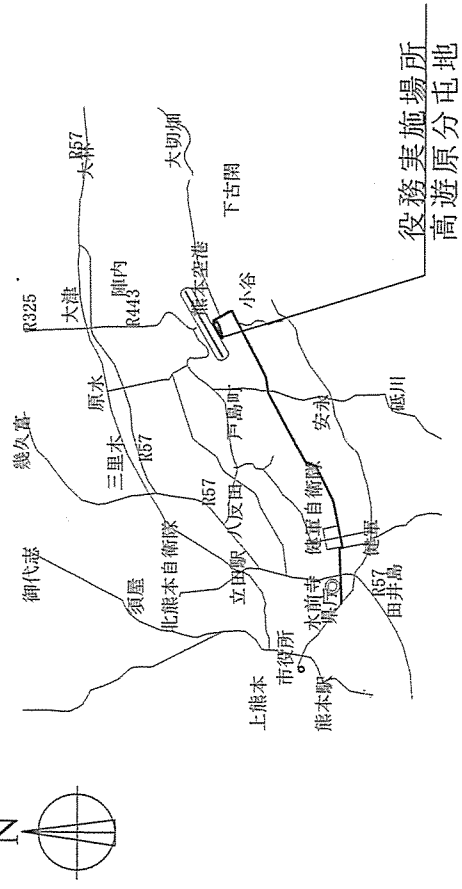 N
御代志
幾久富
R325
須屋
三里木
原水
大津
R57
大林
北熊本自衛隊
R57
陣内
R443
立田駅
八反田
R57
戸島町
熊本空港
大切畑
上熊本
市役所
水前寺
県庁
健軍自衛隊
小谷
下古閑
熊本駅
R57
田井島
健軍
安永
砥川
役務実施場所
高遊原分屯地